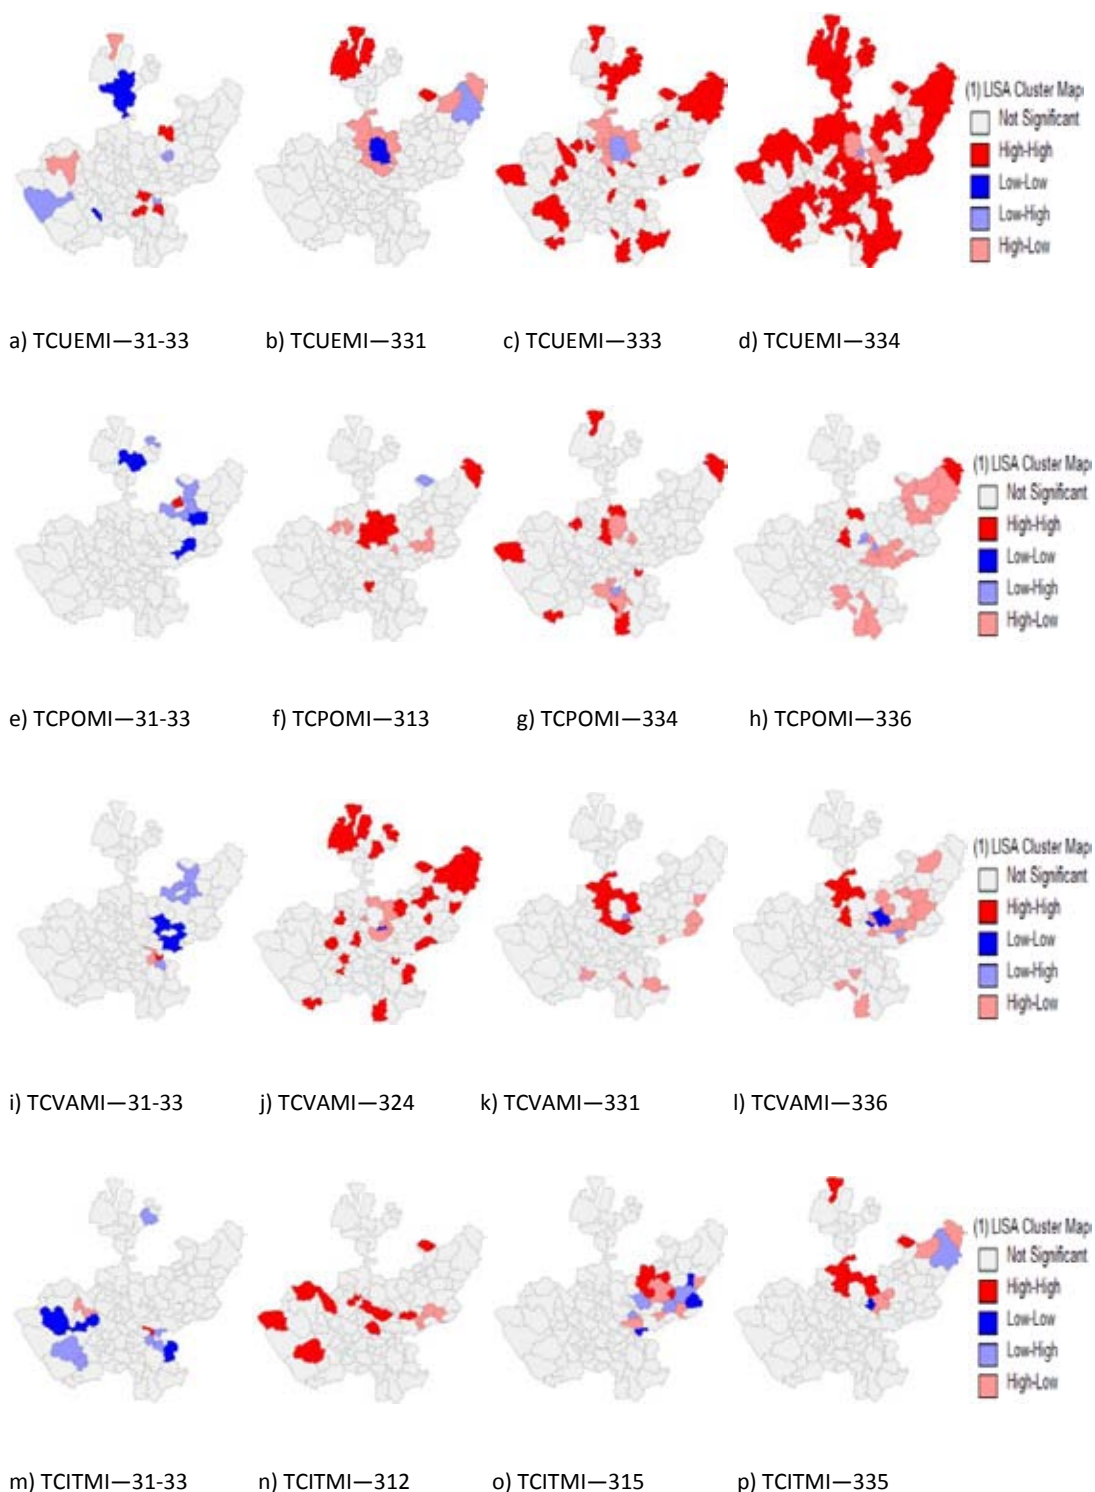 (1) LISA Cluster Map
Not Significant
High-High
Low-Low
Low-High
High-Low
a) TCUEMI—31-33 b) TCUEMI—331 c) TCUEMI—333 d) TCUEMI—334
(1) LISA Cluster Map
Not Significant
High-High
Low-Low
Low-High
High-Low
e) TCPOMI—31-33 f) TCPOMI—313 g) TCPOMI—334 h) TCPOMI—336
(1) LISA Cluster Map
Not Significant
High-High
Low-Low
Low-High
High-Low
i) TCVAMI—31-33 j) TCVAMI—324 k) TCVAMI—331 l) TCVAMI—336
(1) LISA Cluster Map
Not Significant
High-High
Low-Low
Low-High
High-Low
m) TCITMI—31-33 n) TCITMI—312 o) TCITMI—315 p) TCITMI—335